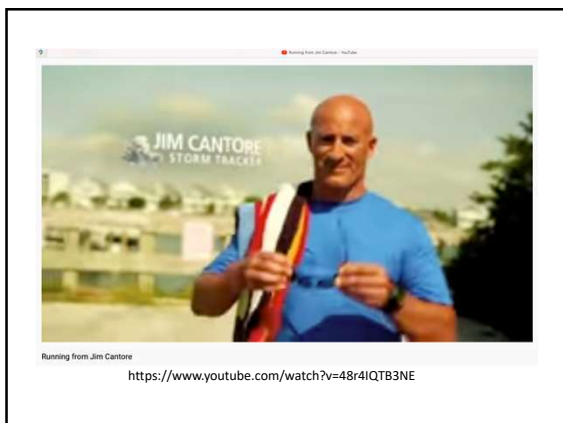 Running from Jim Cantore - YouTube
JIM CANTORE
STORM TRACKER
Running from Jim Cantore
https://www.youtube.com/watch?v=48r4IQTB3NE